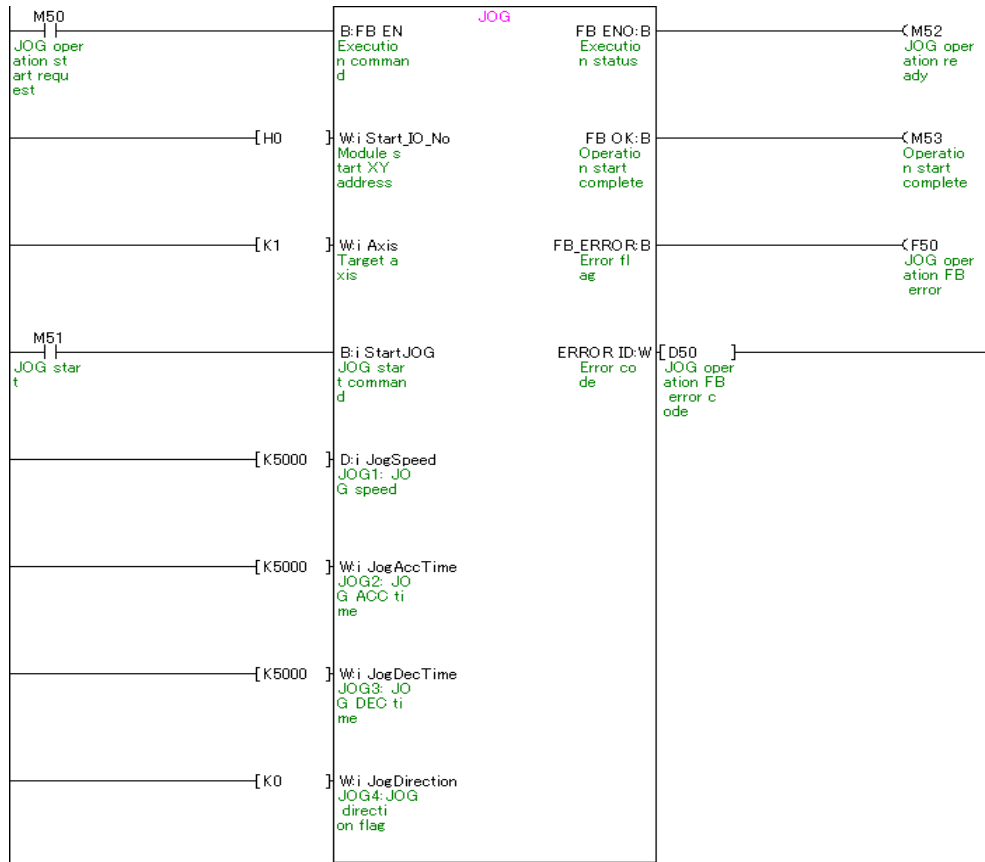 JOG
M50
JOG oper
ation st
art requ
est
B:FB EN
Executio
n comman
d
FB ENO:B
Executio
n status
M52
JOG oper
ation re
ady
[ H0 ]
W:i Start_IO_No
Module s
tart XY
address
FB OK:B
Operatio
n start
complete
M53
Operatio
n start
complete
[ K1 ]
W:i Axis
Target a
xis
FB_ERROR:B
Error fl
ag
F50
JOG oper
ation FB
error
M51
JOG star
t
B:i StartJOG
JOG star
t comman
d
ERROR ID:W
Error co
de
[ D50 ]
JOG oper
ation FB
error c
ode
[ K5000 ]
D:i JogSpeed
JOG1: JO
G speed
[ K5000 ]
W:i JogAccTime
JOG2: JO
G ACC ti
me
[ K5000 ]
W:i JogDecTime
JOG3: JO
G DEC ti
me
[ K0 ]
W:i JogDirection
JOG4:JOG
directi
on flag